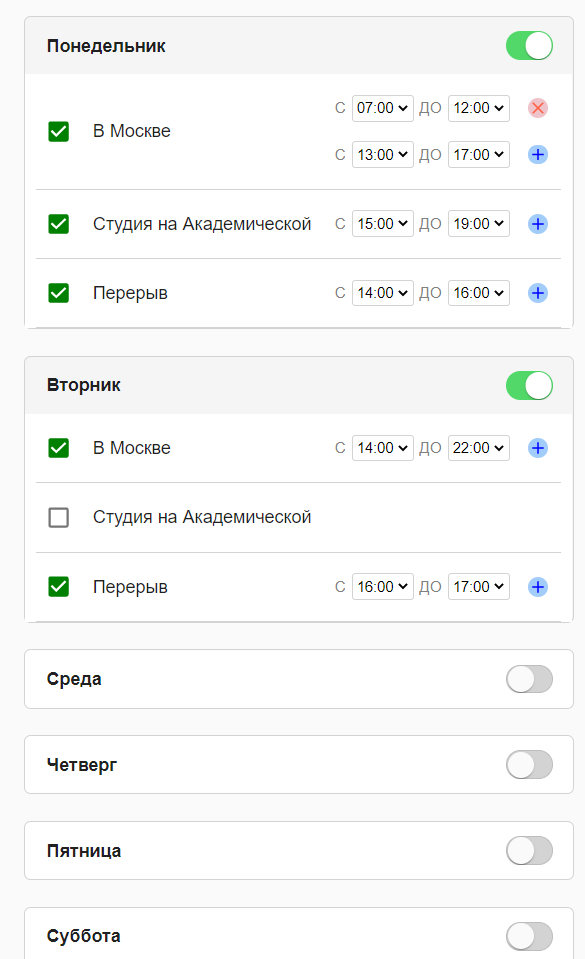 Понедельник
С 07:00 ДО 12:00
В Москве
С 13:00 ДО 17:00
Студия на Академической С 15:00 ДО 19:00
Перерыв С 14:00 ДО 16:00
Вторник
В Москве С 14:00 ДО 22:00
Студия на Академической
Перерыв С 16:00 ДО 17:00
Среда
Четверг
Пятница
Суббота